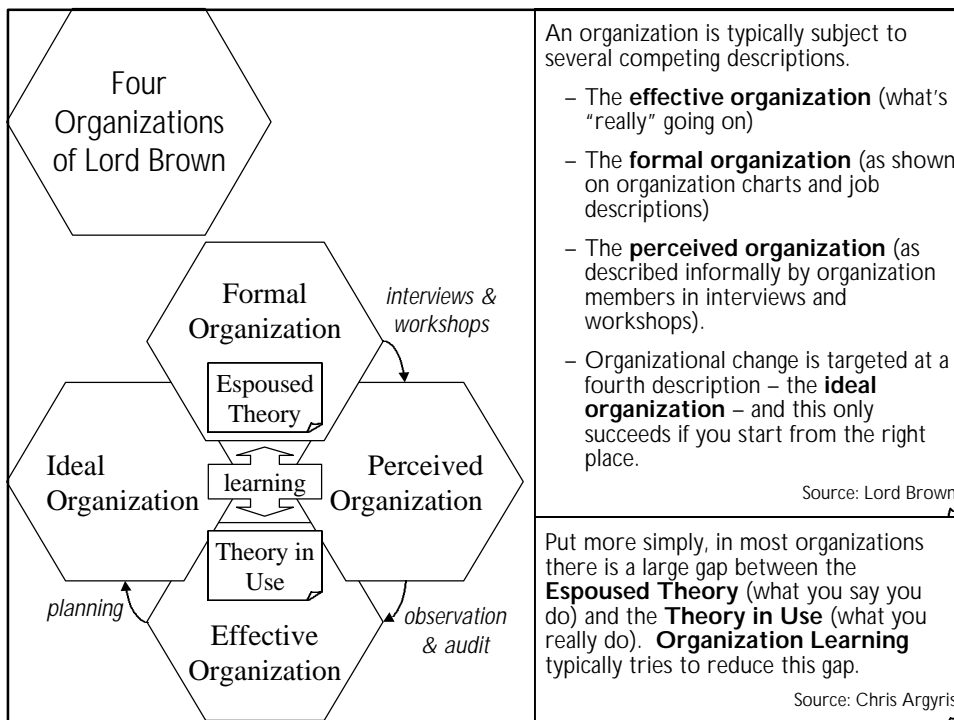 Four
Organizations
of Lord Brown
Formal
Organization
interviews &
workshops
Espoused
Theory
Ideal
Organization
learning
Perceived
Organization
Theory in
Use
planning
observation
& audit
Effective
Organization
An organization is typically subject to
several competing descriptions.
– The effective organization (what's
“really” going on)
– The formal organization (as shown
on organization charts and job
descriptions)
– The perceived organization (as
described informally by organization
members in interviews and
workshops).
– Organizational change is targeted at a
fourth description – the ideal
organization – and this only
succeeds if you start from the right
place.
Source: Lord Brown
Put more simply, in most organizations
there is a large gap between the
Espoused Theory (what you say you
do) and the Theory in Use (what you
really do). Organization Learning
typically tries to reduce this gap.
Source: Chris Argyris